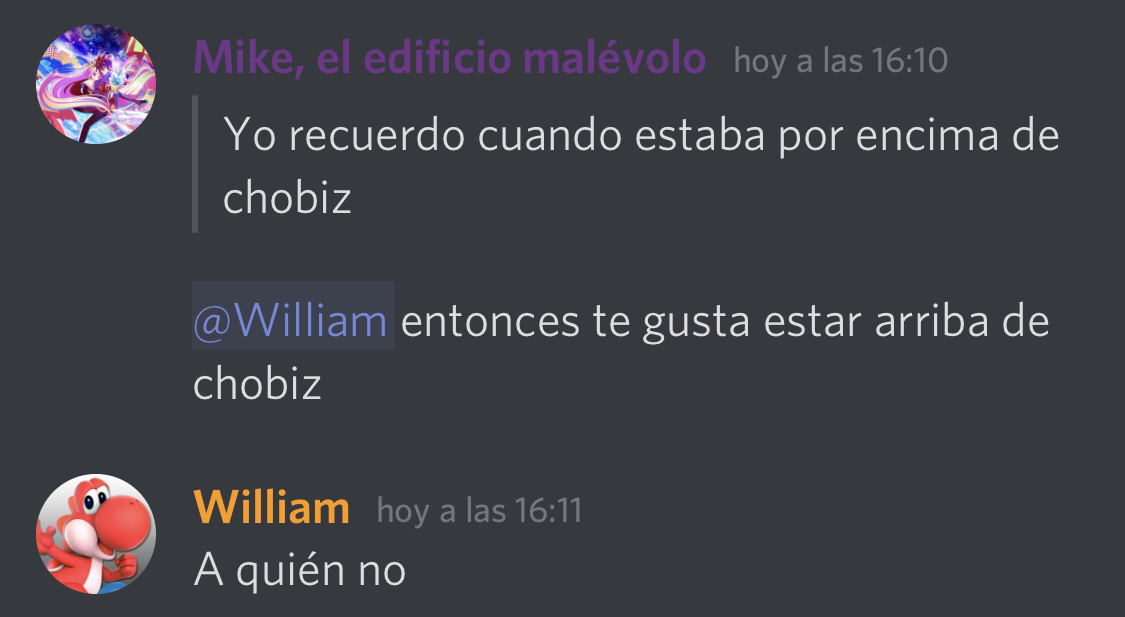 Mike, el edificio malévolo hoy a las 16:10
Yo recuerdo cuando estaba por encima de
chobiz
@William entonces te gusta estar arriba de
chobiz
William hoy a las 16:11
A quién no